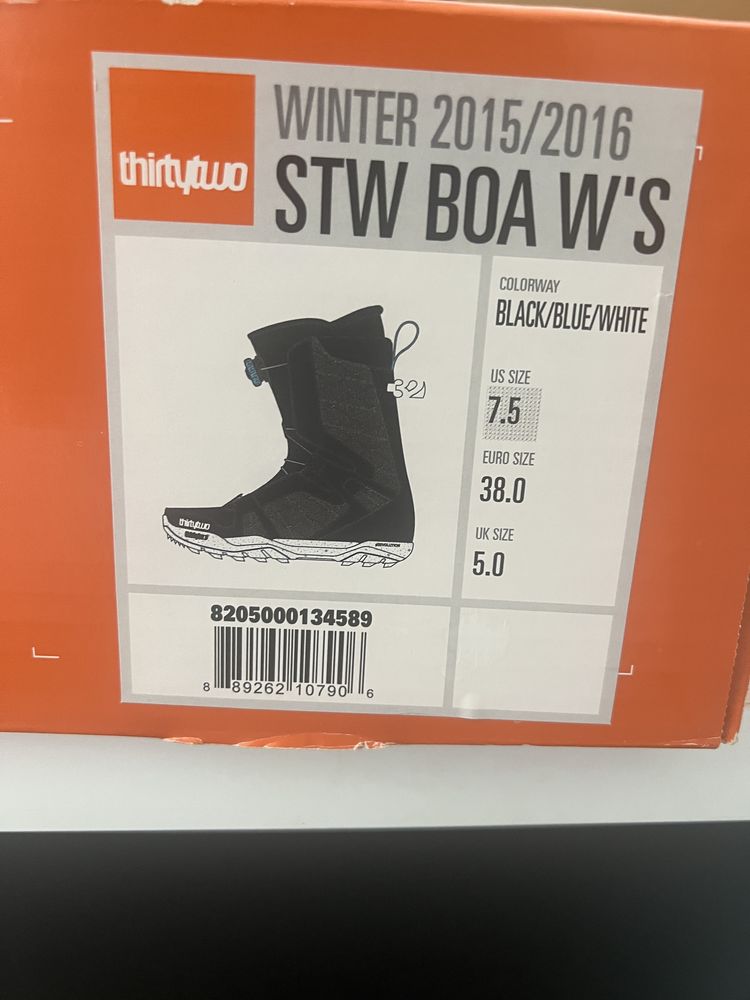 thirtytwo
WINTER 2015/2016
STW BOA W'S
COLORWAY
BLACK/BLUE/WHITE
US SIZE
7.5
EURO SIZE
38.0
UK SIZE
5.0
thirtytwo
8205000134589
8 89262 10790 6